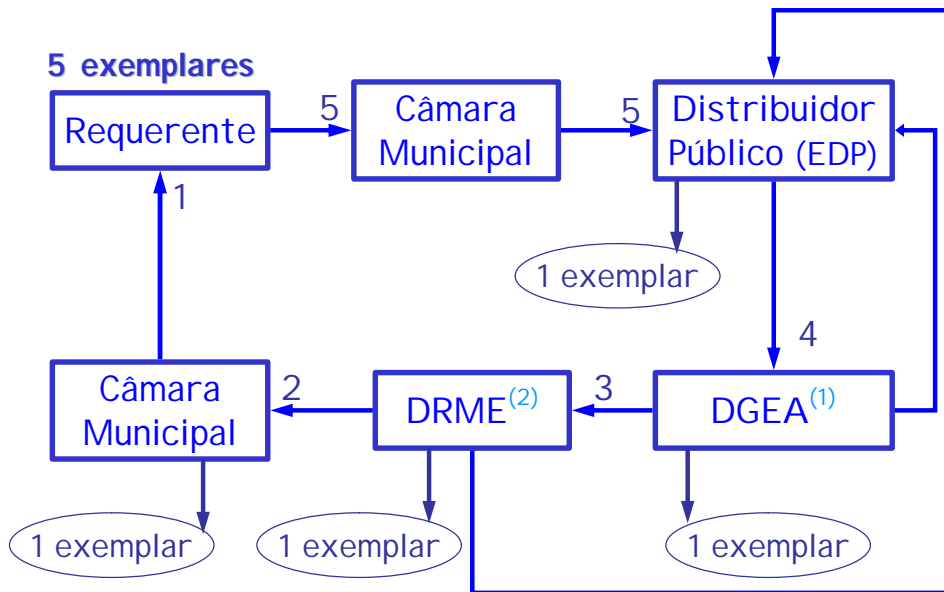 5 exemplares
Requerente
5
Câmara
Municipal
5
Distribuidor
Público (EDP)
1
1 exemplar
4
Câmara
Municipal
2
DRME(2)
3
DGEA(1)
1 exemplar
1 exemplar
1 exemplar